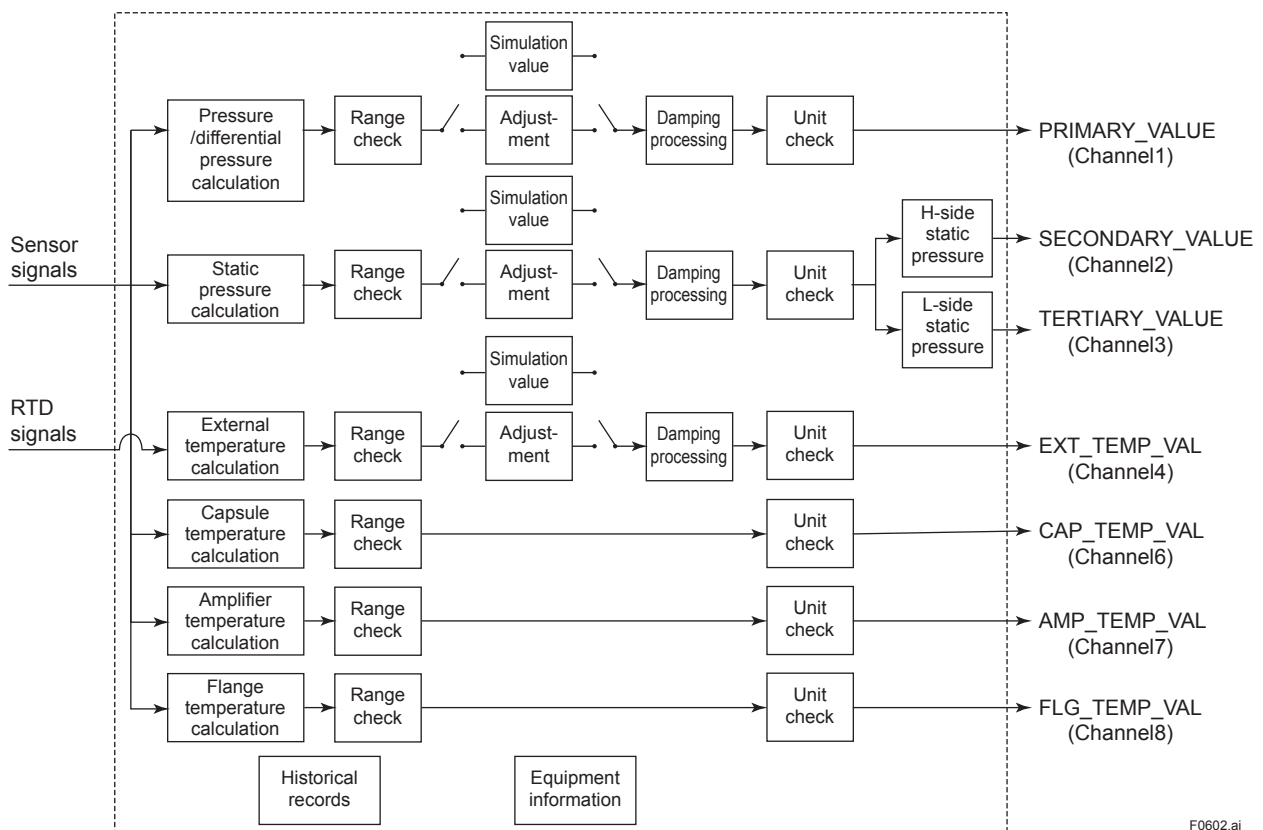 Simulation
value
Pressure
/differential
pressure
calculation
Range
check
Adjust-
ment
Damping
processing
Unit
check
PRIMARY_VALUE
(Channel1)
Simulation
value
H-side
static
pressure
SECONDARY_VALUE
(Channel2)
Sensor
signals
Static
pressure
calculation
Range
check
Adjust-
ment
Damping
processing
Unit
check
L-side
static
pressure
TERTIARY_VALUE
(Channel3)
Simulation
value
RTD
signals
External
temperature
calculation
Range
check
Adjust-
ment
Damping
processing
Unit
check
EXT_TEMP_VAL
(Channel4)
Capsule
temperature
calculation
Range
check
Unit
check
CAP_TEMP_VAL
(Channel6)
Amplifier
temperature
calculation
Range
check
Unit
check
AMP_TEMP_VAL
(Channel7)
Flange
temperature
calculation
Range
check
Unit
check
FLG_TEMP_VAL
(Channel8)
Historical
records
Equipment
information
F0602.ai